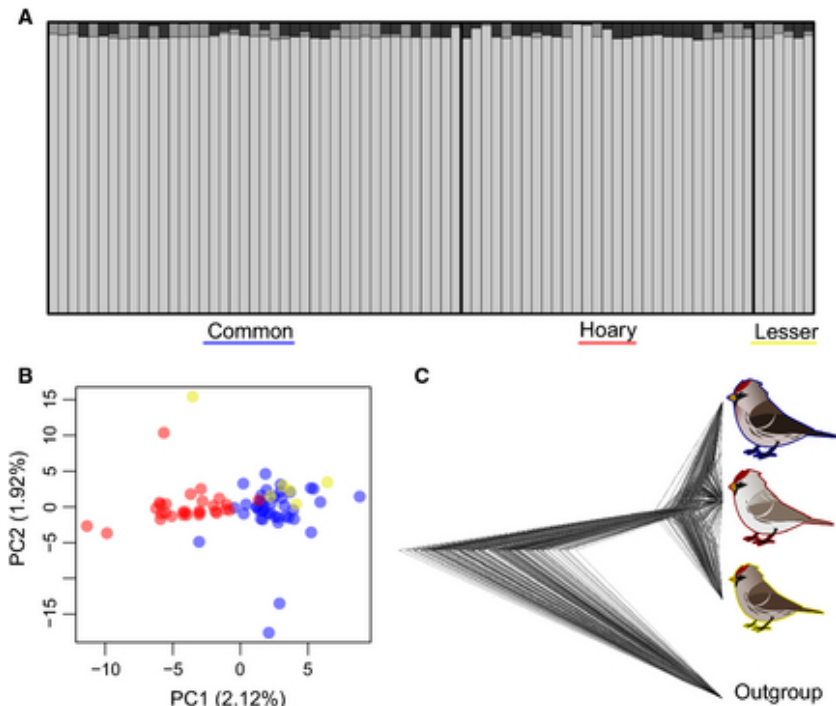 A
Common
Hoary
Lesser
B
15
10
5
0
−5
−15
PC2 (1.92%)
−10
−5
0
5
PC1 (2.12%)
C
Outgroup